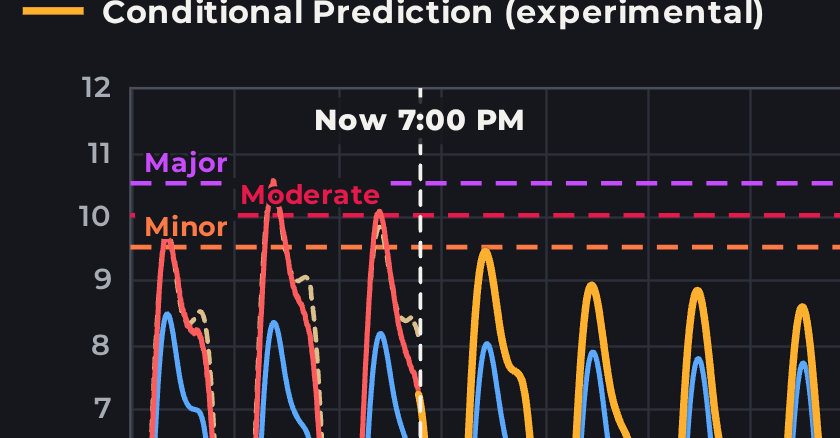 Conditional Prediction (experimental)
12
Now 7:00 PM
11
Major
Moderate
10
Minor
9
8
7